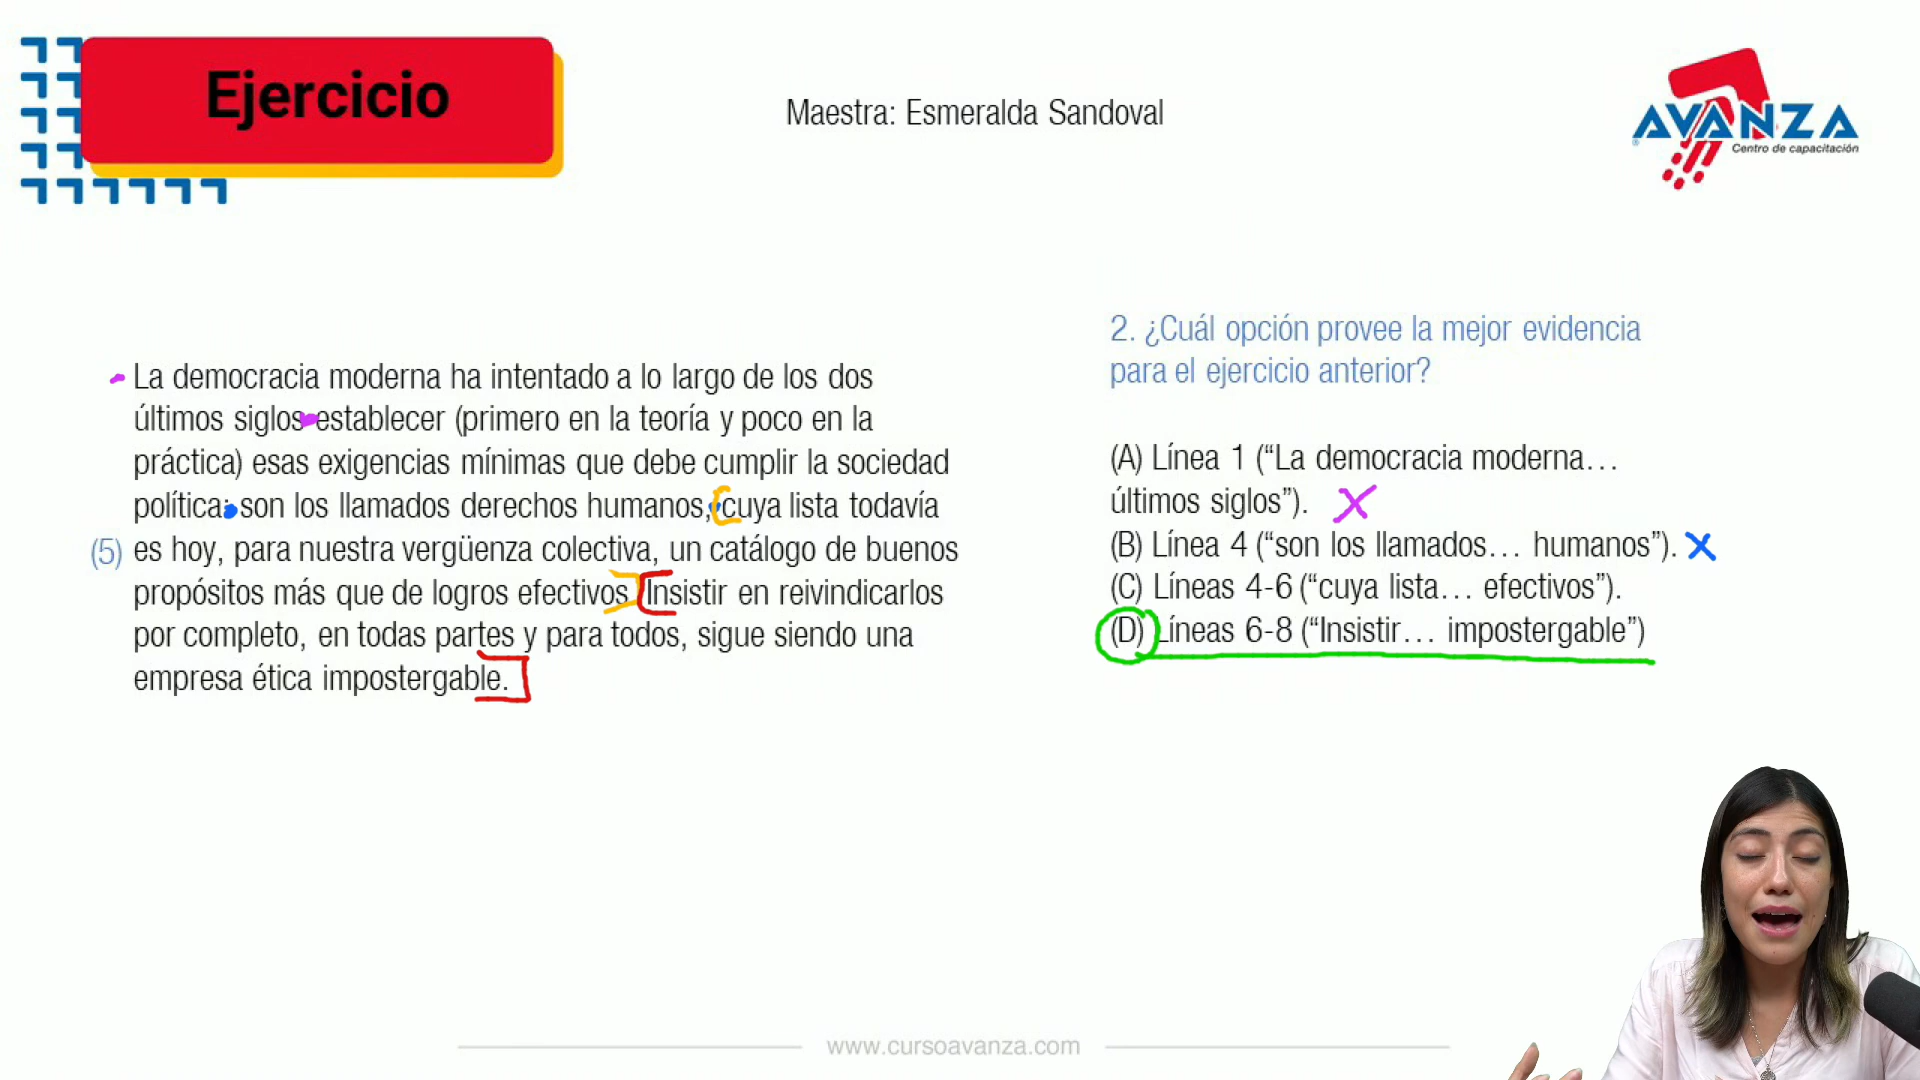 Ejercicio
Maestra: Esmeralda Sandoval
AVANZA
Centro de capacitación
La democracia moderna ha intentado a lo largo de los dos
últimos siglos establecer (primero en la teoría y poco en la
práctica) esas exigencias mínimas que debe cumplir la sociedad
política: son los llamados derechos humanos, cuya lista todavía
(5) es hoy, para nuestra vergüenza colectiva, un catálogo de buenos
propósitos más que de logros efectivos. Insistir en reivindicarlos
por completo, en todas partes y para todos, sigue siendo una
empresa ética impostergable.
2. ¿Cuál opción provee la mejor evidencia
para el ejercicio anterior?
(A) Línea 1 (“La democracia moderna…
últimos siglos”).
(B) Línea 4 (“son los llamados… humanos”).
(C) Líneas 4-6 (“cuya lista… efectivos”).
(D) Líneas 6-8 (“Insistir… impostergable”)
www.cursoavanza.com